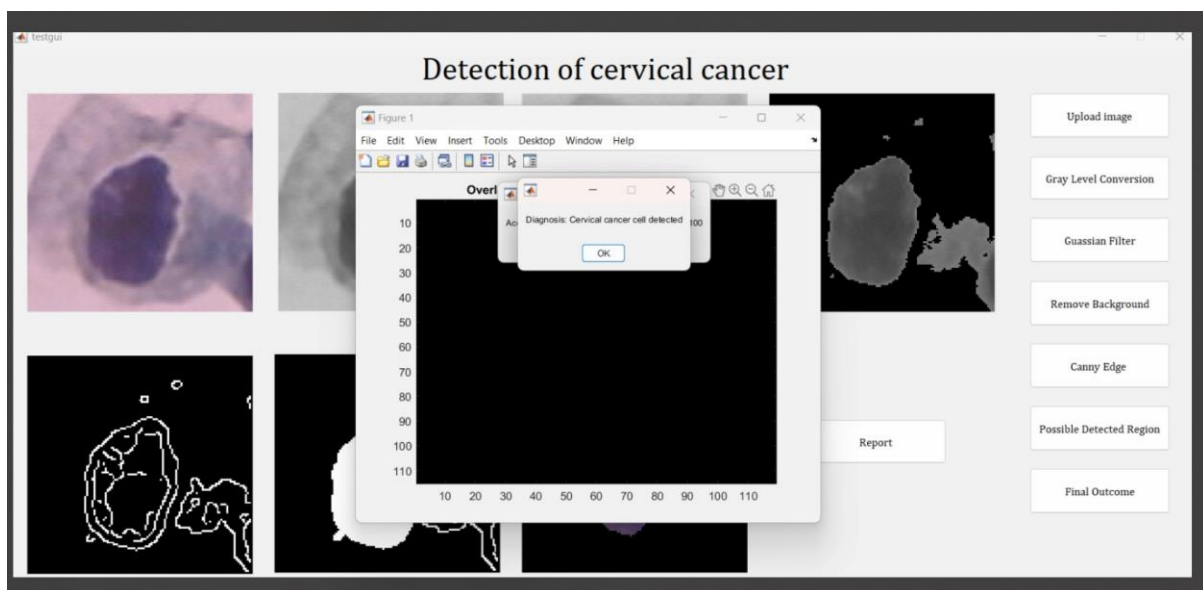 testgui
Detection of cervical cancer
Upload image
Gray Level Conversion
Guassian Filter
Remove Background
Canny Edge
Possible Detected Region
Final Outcome
Report
Figure 1
File Edit View Insert Tools Desktop Window Help
Diagnosis: Cervical cancer cell detected
100
OK
10
20
30
40
50
60
70
80
90
100
110
10 20 30 40 50 60 70 80 90 100 110